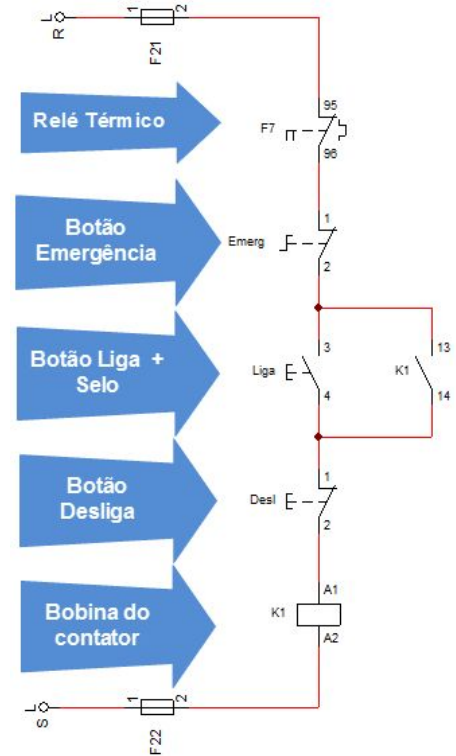 L
R
1
2
F21
Relé Térmico
F7
95
96
Botão
Emergência
Emerg
1
2
Botão Liga +
Selo
Liga
3
4
K1
13
14
Botão
Desliga
Desl
1
2
Bobina do
contator
K1
A1
A2
L
S
1
2
F22